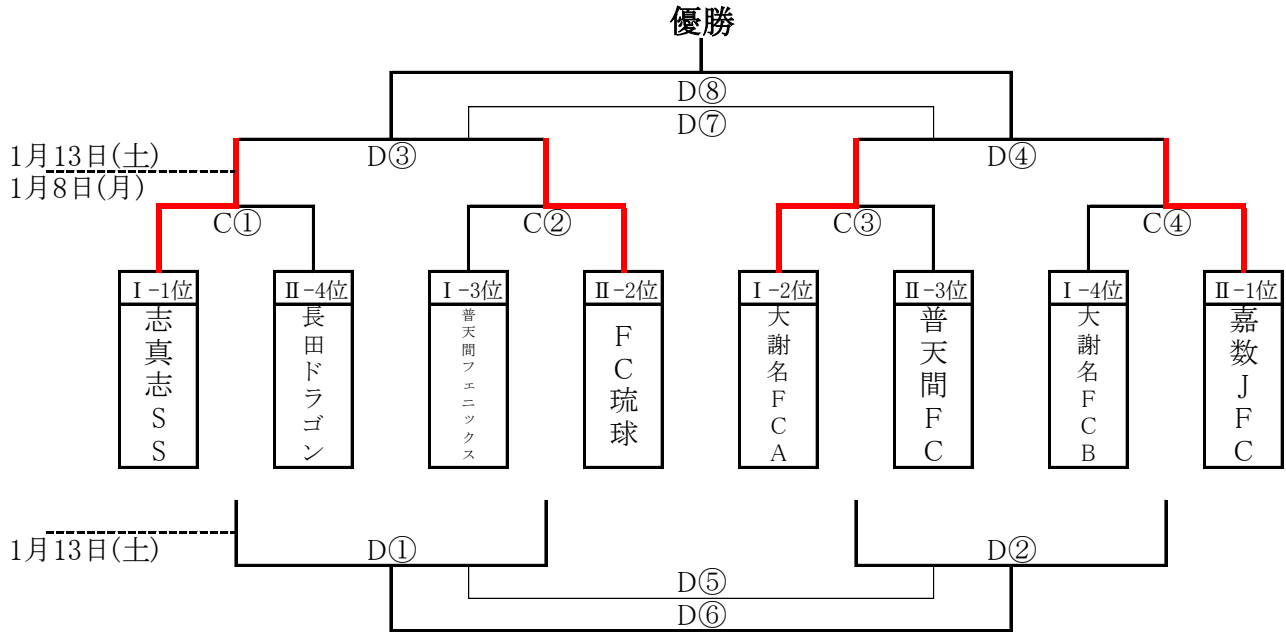 優勝
D⑧
D⑦
1月13日(土)
D③
D④
1月8日(月)
C①
C②
C③
C④
Ⅰ-1位
Ⅱ-4位
Ⅰ-3位
Ⅱ-2位
Ⅰ-2位
Ⅱ-3位
Ⅰ-4位
Ⅱ-1位
志真志SS
長田ドラゴン
普天間フェニックス
FC琉球
大謝名FCA
普天間FC
大謝名FCB
嘉数JFC
1月13日(土)
D①
D②
D⑤
D⑥